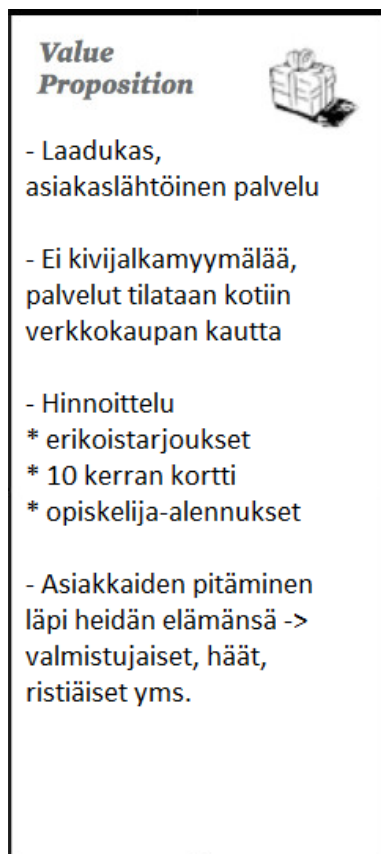 Value
Proposition
- Laadukas,
asiakaslähtöinen palvelu
- Ei kivijalkamyymälää,
palvelut tilataan kotiin
verkkokaupan kautta
- Hinnoittelu
* erikoistarjoukset
* 10 kerran kortti
* opiskelija-alennukset
- Asiakkaiden pitäminen
läpi heidän elämänsä ->
valmistujaiset, häät,
ristiäiset yms.